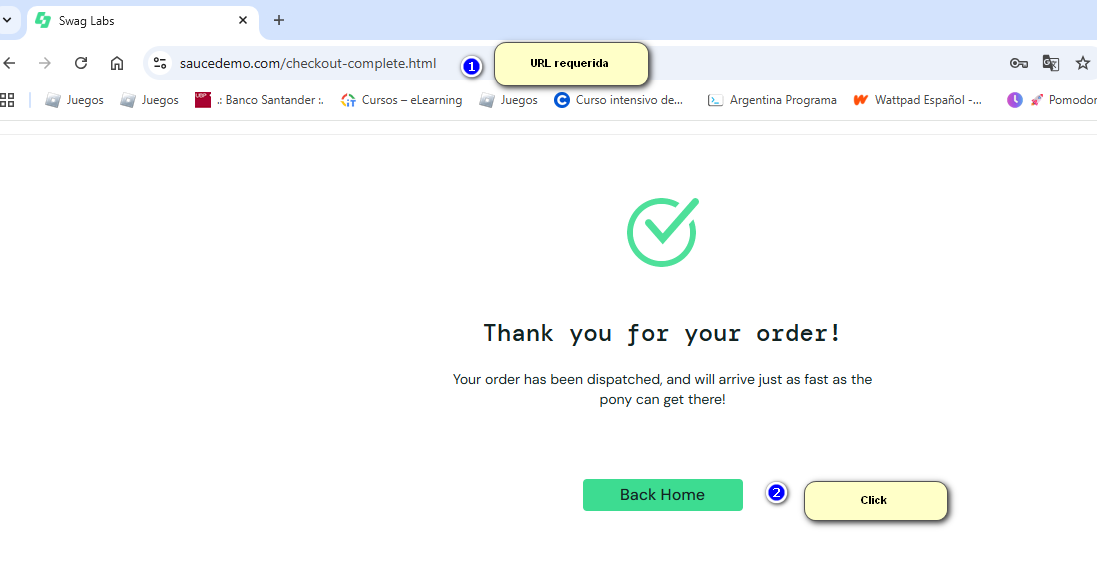 Swag Labs
saucedemo.com/checkout-complete.html
1
URL requerida
Juegos
Juegos
UBP
.: Banco Santander :.
Cursos – eLearning
Juegos
Curso intensivo de...
Argentina Programa
Wattpad Español -...
Pomodor
Thank you for your order!
Your order has been dispatched, and will arrive just as fast as the
pony can get there!
Back Home
2
Click